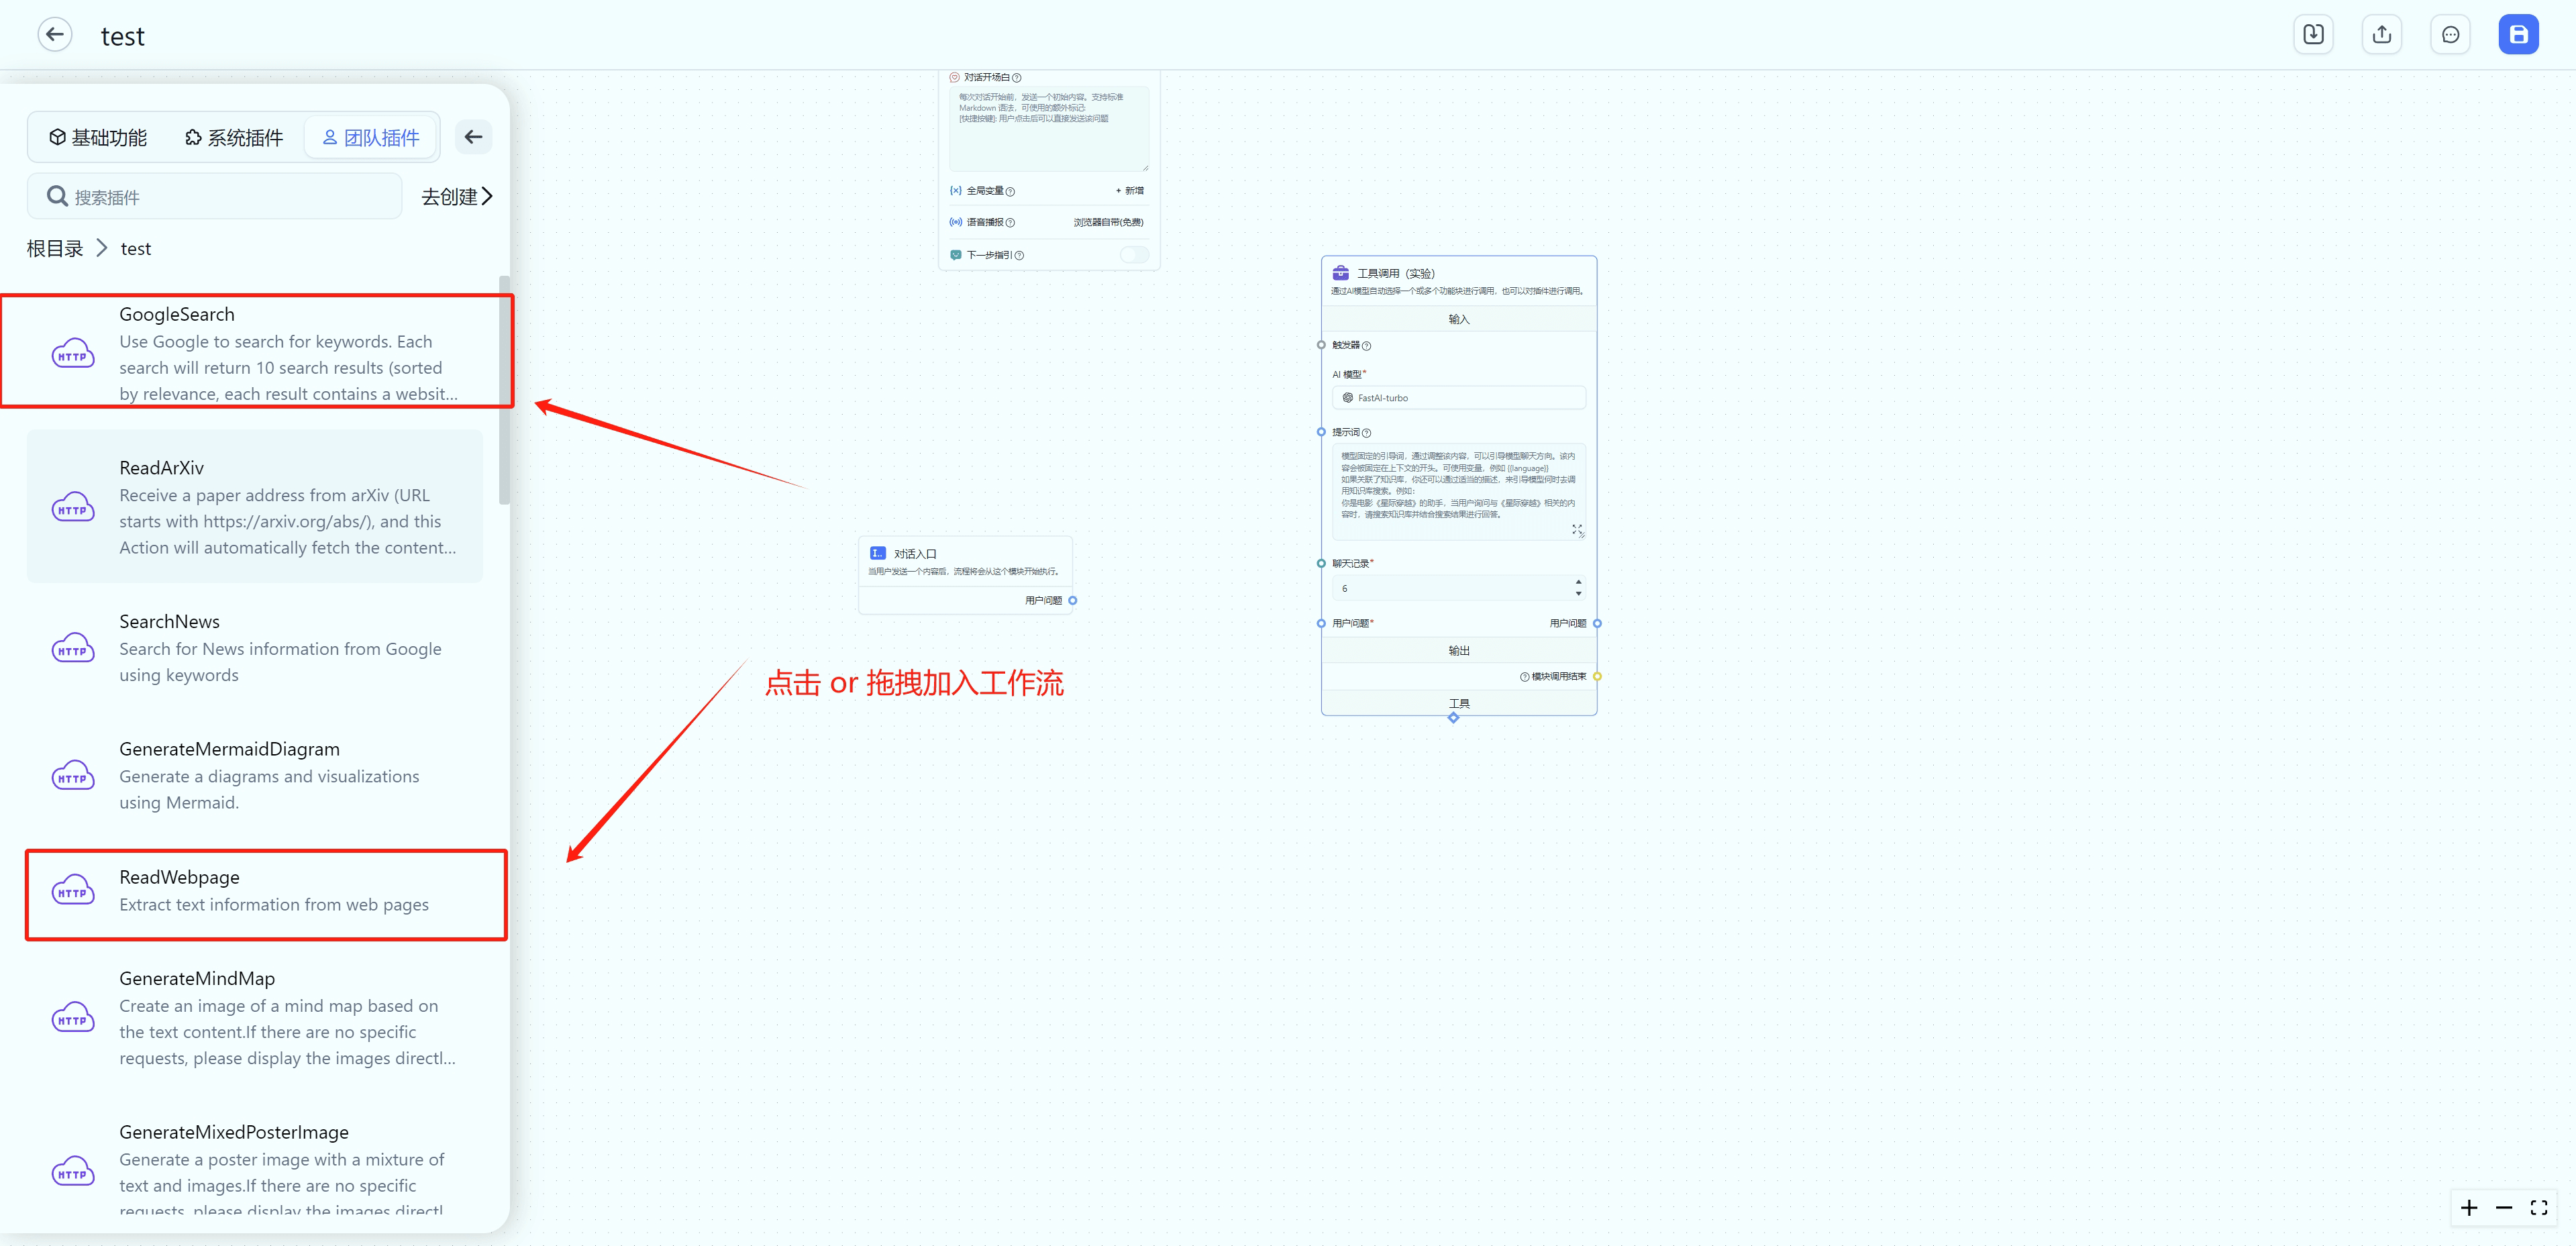 test
基础功能
系统插件
团队插件
搜索插件
去创建
根目录
test
GoogleSearch
Use Google to search for keywords. Each
search will return 10 search results (sorted
by relevance, each result contains a websit...
HTTP
ReadArXiv
Receive a paper address from arXiv (URL
starts with https://arxiv.org/abs/), and this
Action will automatically fetch the content...
HTTP
SearchNews
Search for News information from Google
using keywords
HTTP
GenerateMermaidDiagram
Generate a diagrams and visualizations
using Mermaid.
HTTP
ReadWebpage
Extract text information from web pages
HTTP
GenerateMindMap
Create an image of a mind map based on
the text content.If there are no specific
requests, please display the images directl...
HTTP
GenerateMixedPosterImage
Generate a poster image with a mixture of
text and images.If there are no specific
requests, please display the images directl
HTTP
对话开场白
每次对话开始前，发送一个初始内容。支持标准
Markdown 语法，可使用的额外标记:
[快捷按键]: 用户点击后可以直接发送该问题
全局变量
+ 新增
语音播报
浏览器自带(免费)
下一步指引
对话入口
当用户发送一个内容后，流程将会从这个模块开始执行。
用户问题
点击 or 拖拽加入工作流
工具调用（实验）
通过AI模型自动选择一个或多个功能块进行调用，也可以对插件进行调用。
输入
触发器
AI 模型*
FastAI-turbo
提示词
模型固定的引导词，通过调整该内容，可以引导模型聊天方向。该内
容会被固定在上下文的开头。可使用变量，例如 {{language}}
如果关联了知识库，你还可以通过适当的描述，来引导模型何时去调
用知识库搜索。例如：
你是电影《星际穿越》的助手，当用户询问与《星际穿越》相关的内
容时，请搜索知识库并结合搜索结果进行回答。
聊天记录*
6
用户问题*
用户问题
输出
模块调用结束
工具